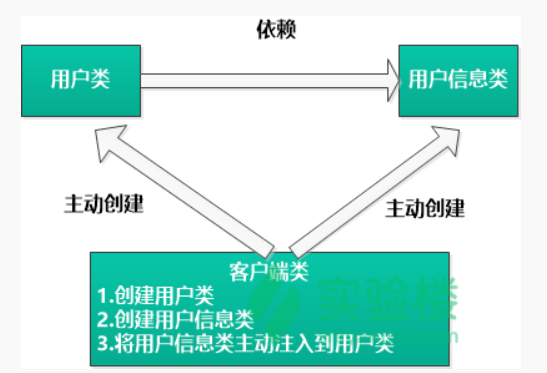 依赖
用户类
用户信息类
主动创建
主动创建
客户端类
1.创建用户类
2.创建用户信息类
3.将用户信息类主动注入到用户类
实验楼